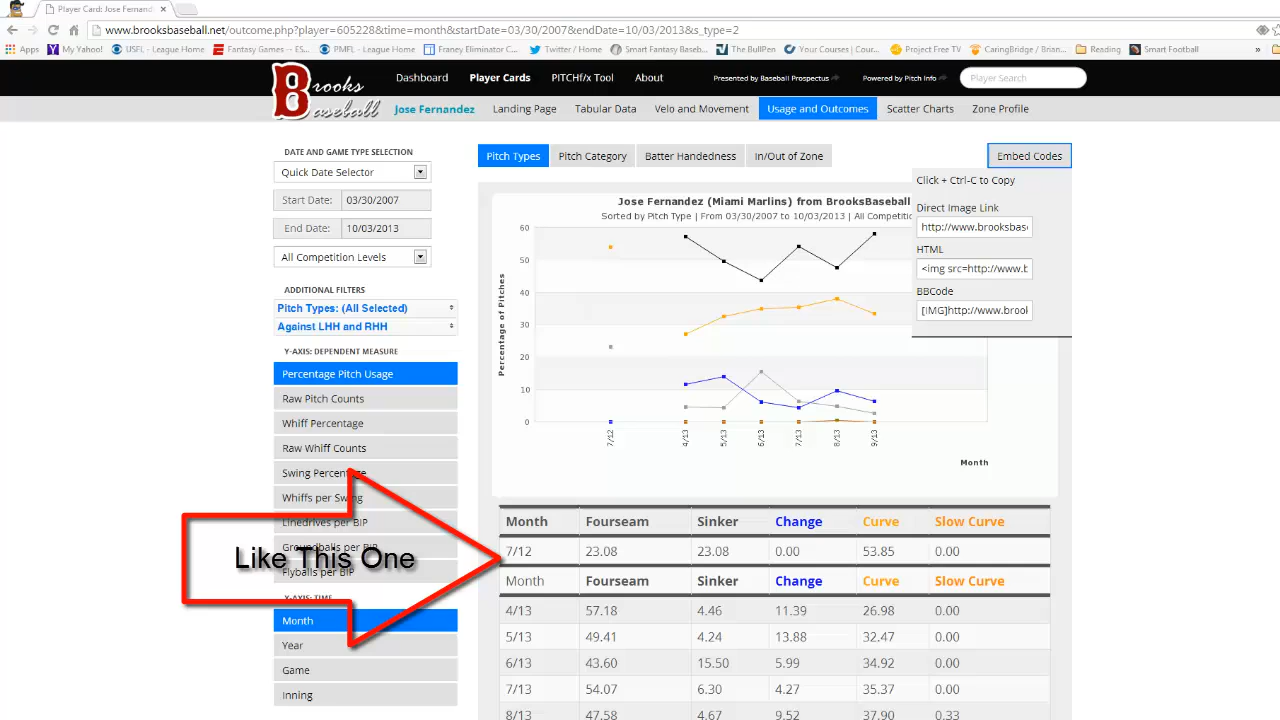 Player Card: Jose Fernand
www.brooksbaseball.net/outcome.php?player=605228&time=month&startDate=03/30/2007&endDate=10/03/2013&s_type=2
Apps My Yahoo! USFL - League Home Fantasy Games -- ES... PMFL - League Home Franey Eliminator C... Twitter / Home Smart Fantasy Baseb... The BullPen Your Courses | Cour... Project Free TV CaringBridge / Brian... Reading Smart Football »
Brooks Baseball
Dashboard Player Cards PITCHf/x Tool About Presented by Baseball Prospectus Powered by Pitch Info Player Search
Jose Fernandez Landing Page Tabular Data Velo and Movement Usage and Outcomes Scatter Charts Zone Profile
DATE AND GAME TYPE SELECTION
Quick Date Selector
Start Date: 03/30/2007
End Date: 10/03/2013
All Competition Levels
ADDITIONAL FILTERS
Pitch Types: (All Selected)
Against LHH and RHH
Y-AXIS: DEPENDENT MEASURE
Percentage Pitch Usage
Raw Pitch Counts
Whiff Percentage
Raw Whiff Counts
Swing Percentage
Whiffs per Swing
Linedrives per BIP
Groundballs per BIP
Like This One
Flyballs per BIP
X-AXIS: TIME
Month
Year
Game
Inning
Pitch Types Pitch Category Batter Handedness In/Out of Zone Embed Codes
Click + Ctrl-C to Copy
Direct Image Link
http://www.brooksbase
HTML
<img src=http://www.b
BBCode
[IMG]http://www.brook
Jose Fernandez (Miami Marlins) from BrooksBaseball
Sorted by Pitch Type | From 03/30/2007 to 10/03/2013 | All Competitio
Percentage of Pitches
60
50
40
30
20
10
0
7/12 4/13 5/13 6/13 7/13 8/13 9/13
Month
Month Fourseam Sinker Change Curve Slow Curve
7/12 23.08 23.08 0.00 53.85 0.00
Month Fourseam Sinker Change Curve Slow Curve
4/13 57.18 4.46 11.39 26.98 0.00
5/13 49.41 4.24 13.88 32.47 0.00
6/13 43.60 15.50 5.99 34.92 0.00
7/13 54.07 6.30 4.27 35.37 0.00
8/13 47.58 4.67 9.52 37.90 0.33